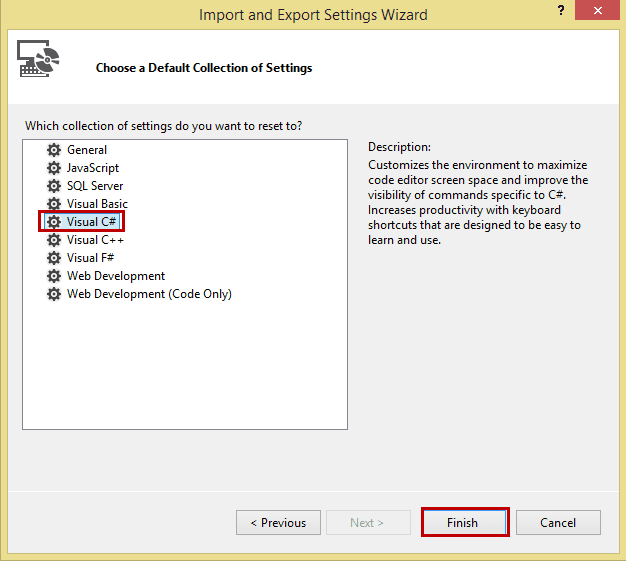 Import and Export Settings Wizard
?
×
Choose a Default Collection of Settings
Which collection of settings do you want to reset to?
General
JavaScript
SQL Server
Visual Basic
Visual C#
Visual C++
Visual F#
Web Development
Web Development (Code Only)
Description:
Customizes the environment to maximize
code editor screen space and improve the
visibility of commands specific to C#.
Increases productivity with keyboard
shortcuts that are designed to be easy to
learn and use.
< Previous
Next >
Finish
Cancel